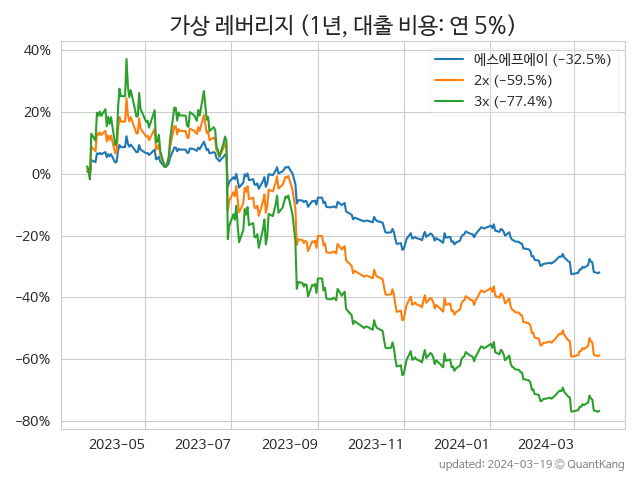 가상 레버리지 (1년, 대출 비용: 연 5%)
에스에프에이 (−32.5%)
2x (−59.5%)
3x (−77.4%)
40%
20%
0%
−20%
−40%
−60%
−80%
2023-05 2023-07 2023-09 2023-11 2024-01 2024-03
updated: 2024-03-19 © QuantKang